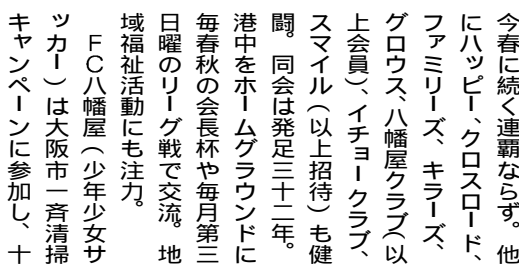 今春に続く連覇ならず。他
にハッピー、クロスロード、
ファミリーズ、キラーズ、
グロウス、八幡屋クラブ（以
上会員）、イチョークラブ、
スマイル（以上招待）も健
闘。同会は発足三十二年。
港中をホームグラウンドに
毎春秋の会長杯や毎月第三
日曜のリーグ戦で交流。地
域福祉活動にも注力。
　ＦＣ八幡屋（少年少女サ
ッカー）は大阪市一斉清掃
キャンペーンに参加し、十